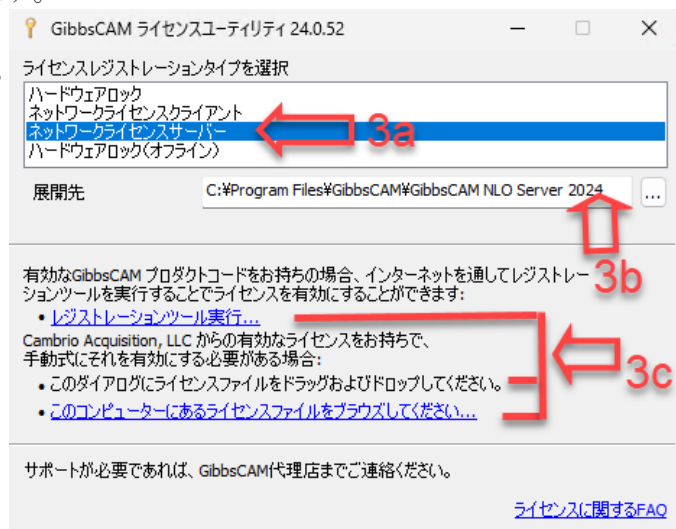 す。
GibbsCAM ライセンスユーティリティ 24.0.52
ライセンスレジストレーションタイプを選択
ハードウェアロック
ネットワークライセンスクライアント
ネットワークライセンスサーバー
3a
ハードウェアロック(オフライン)
展開先
C:¥Program Files¥GibbsCAM¥GibbsCAM NLO Server 2024
...
3b
有効なGibbsCAM プロダクトコードをお持ちの場合、インターネットを通してレジストレー
ションツールを実行することでライセンスを有効にすることができます:
• レジストレーションツール実行...
Cambrio Acquisition, LLC からの有効なライセンスをお持ちで、
手動式にそれを有効にする必要がある場合:
3c
• このダイアログにライセンスファイルをドラッグおよびドロップしてください。
• このコンピューターにあるライセンスファイルをブラウズしてください...
サポートが必要であれば、GibbsCAM代理店までご連絡ください。
ライセンスに関するFAQ